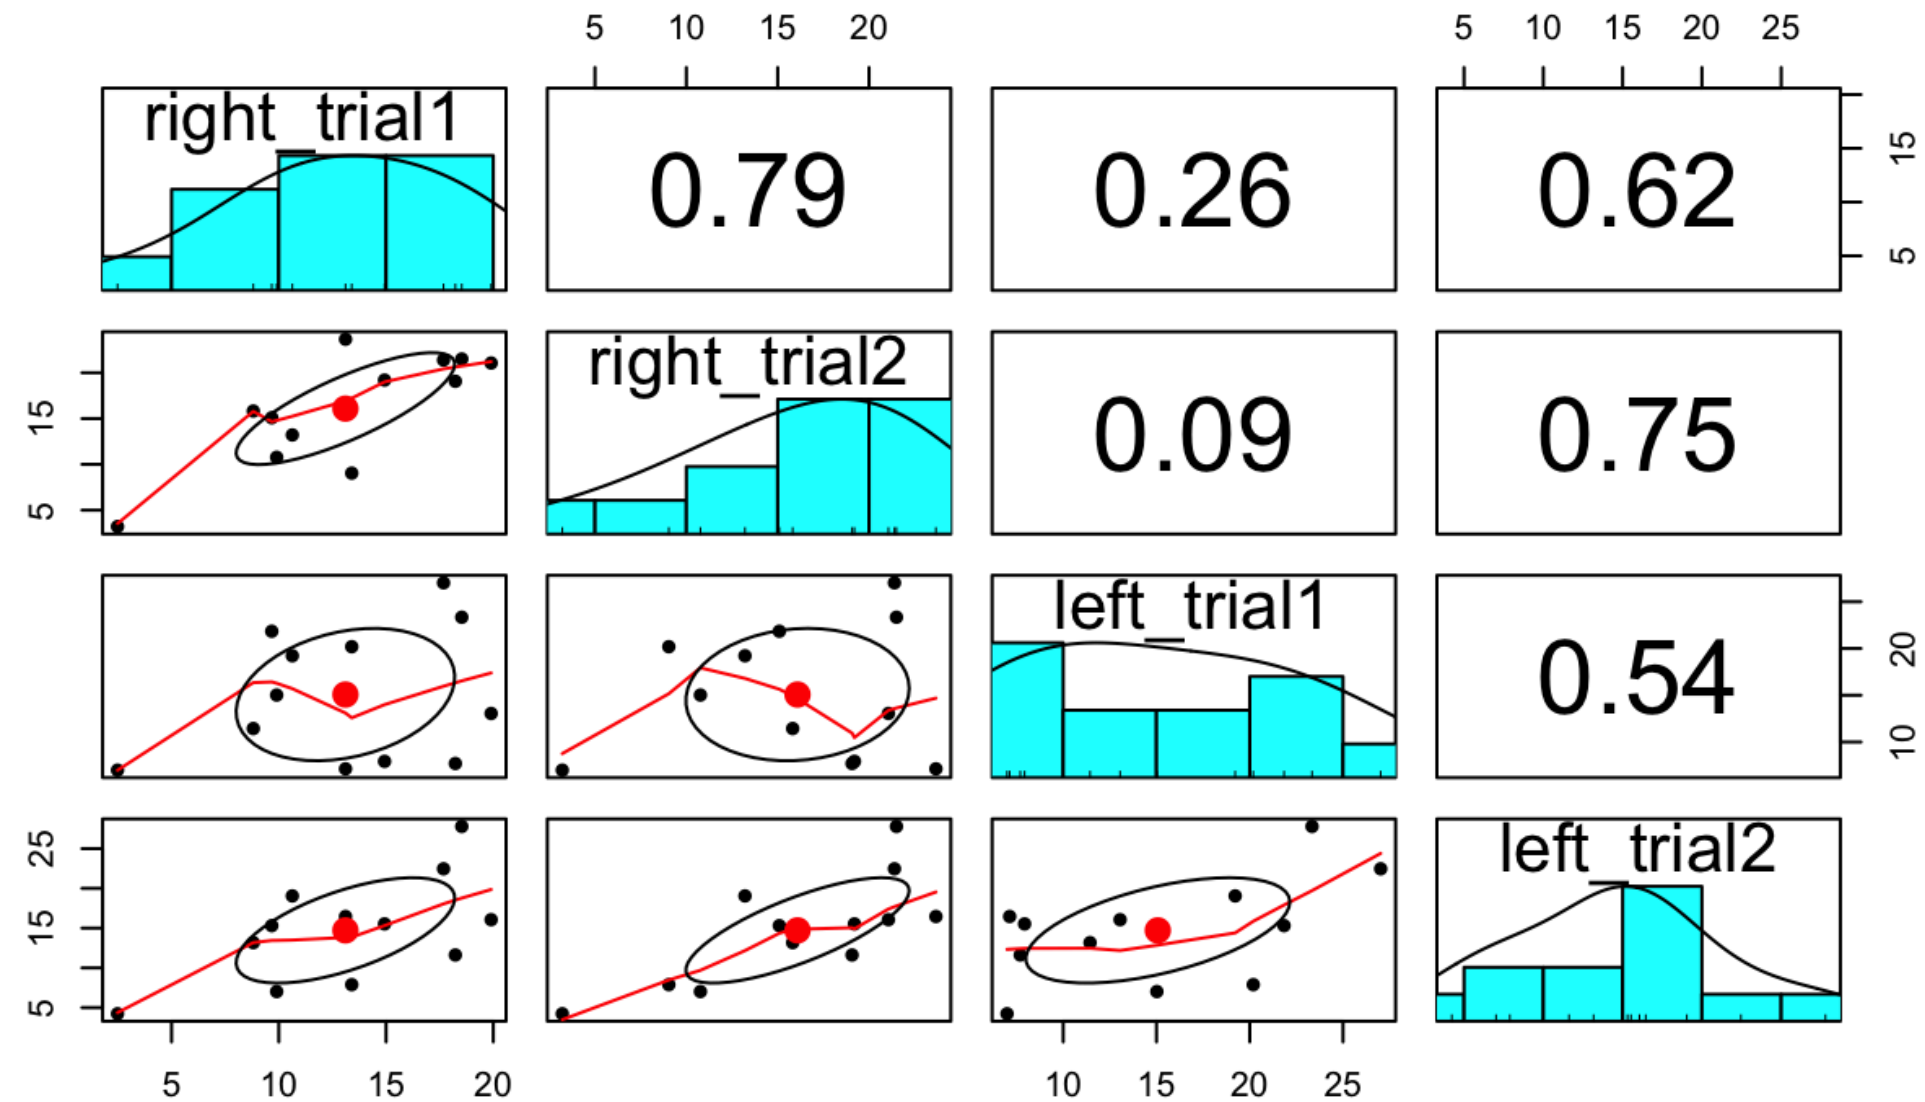 5 10 15 20 5 10 15 20 25
right_trial1 0.79 0.26 0.62 5 15
5 15 right_trial2 0.09 0.75
left_trial1 0.54 10 20
5 15 25 left_trial2
5 10 15 20 10 15 20 25